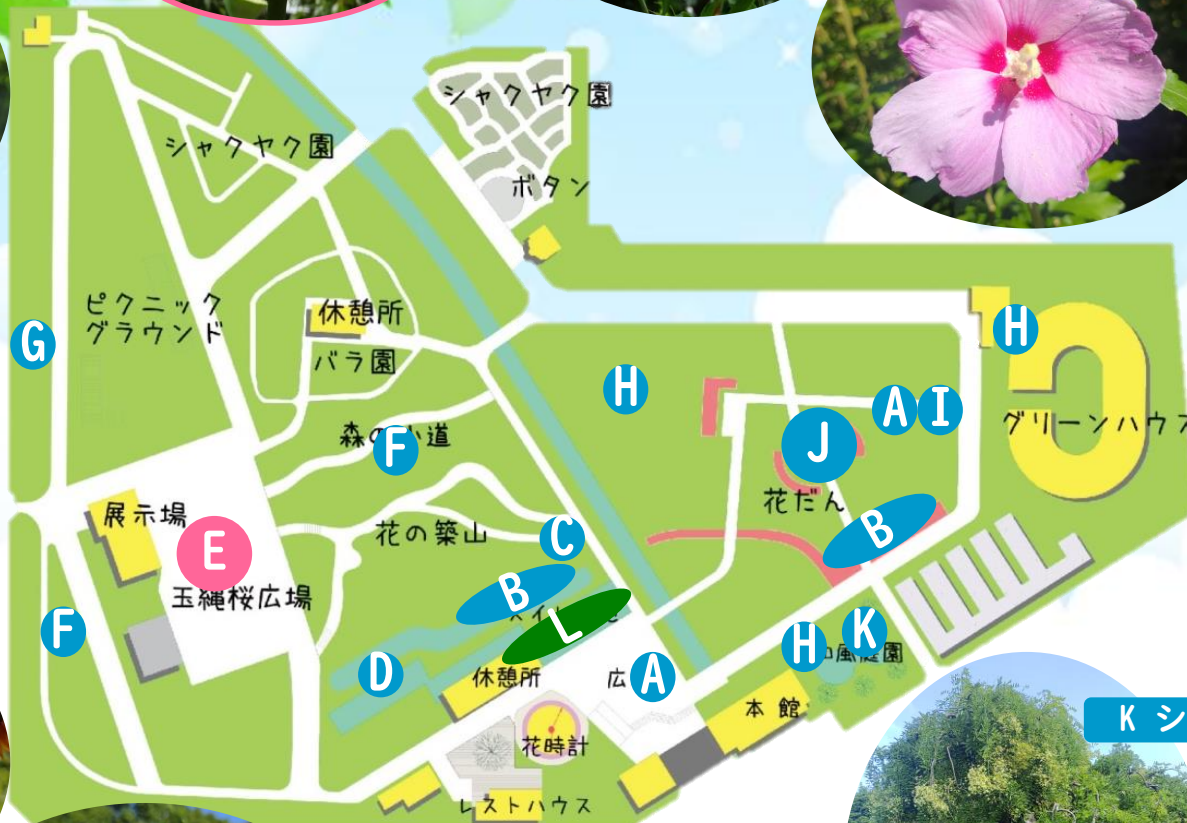 シャクヤク園
シャクヤク園
ボタン
ピクニック
グラウンド
休憩所
バラ園
G
H
H
A
I
グリーンハウス
森の小道
F
J
花だん
展示場
E
花の築山
C
B
B
玉縄桜広場
L
F
H
K
D
休憩所
広
A
本館
花時計
レストハウス
K シ